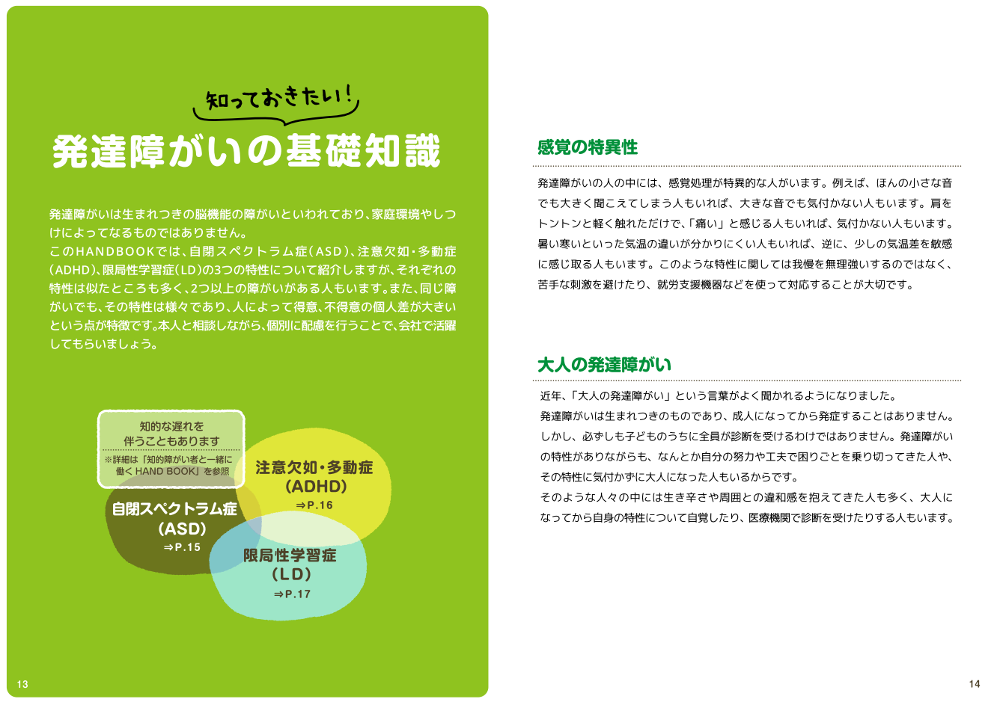 知っておきたい！
発達障がいの基礎知識
発達障がいは生まれつきの脳機能の障がいといわれており、家庭環境やしつ
けによってなるものではありません。
このHANDBOOKでは、自閉スペクトラム症（ASD）、注意欠如・多動症
（ADHD）、限局性学習症（LD）の3つの特性について紹介しますが、それぞれの
特性は似たところも多く、2つ以上の障がいがある人もいます。また、同じ障
がいでも、その特性は様々であり、人によって得意、不得意の個人差が大きい
という点が特徴です。本人と相談しながら、個別に配慮を行うことで、会社で活躍
してもらいましょう。
知的な遅れを
伴うこともあります
※詳細は「知的障がい者と一緒に
働く HAND BOOK」を参照
注意欠如・多動症
（ADHD）
⇒P.16
自閉スペクトラム症
（ASD）
⇒P.15
限局性学習症
（LD）
⇒P.17
13
感覚の特異性
発達障がいの人の中には、感覚処理が特異的な人がいます。例えば、ほんの小さな音
でも大きく聞こえてしまう人もいれば、大きな音でも気付かない人もいます。肩を
トントンと軽く触れただけで、「痛い」と感じる人もいれば、気付かない人もいます。
暑い寒いといった気温の違いが分かりにくい人もいれば、逆に、少しの気温差を敏感
に感じ取る人もいます。このような特性に関しては我慢を無理強いするのではなく、
苦手な刺激を避けたり、就労支援機器などを使って対応することが大切です。
大人の発達障がい
近年、「大人の発達障がい」という言葉がよく聞かれるようになりました。
発達障がいは生まれつきのものであり、成人になってから発症することはありません。
しかし、必ずしも子どものうちに全員が診断を受けるわけではありません。発達障がい
の特性がありながらも、なんとか自分の努力や工夫で困りごとを乗り切ってきた人や、
その特性に気付かずに大人になった人もいるからです。
そのような人々の中には生き辛さや周囲との違和感を抱えてきた人も多く、大人に
なってから自身の特性について自覚したり、医療機関で診断を受けたりする人もいます。
14